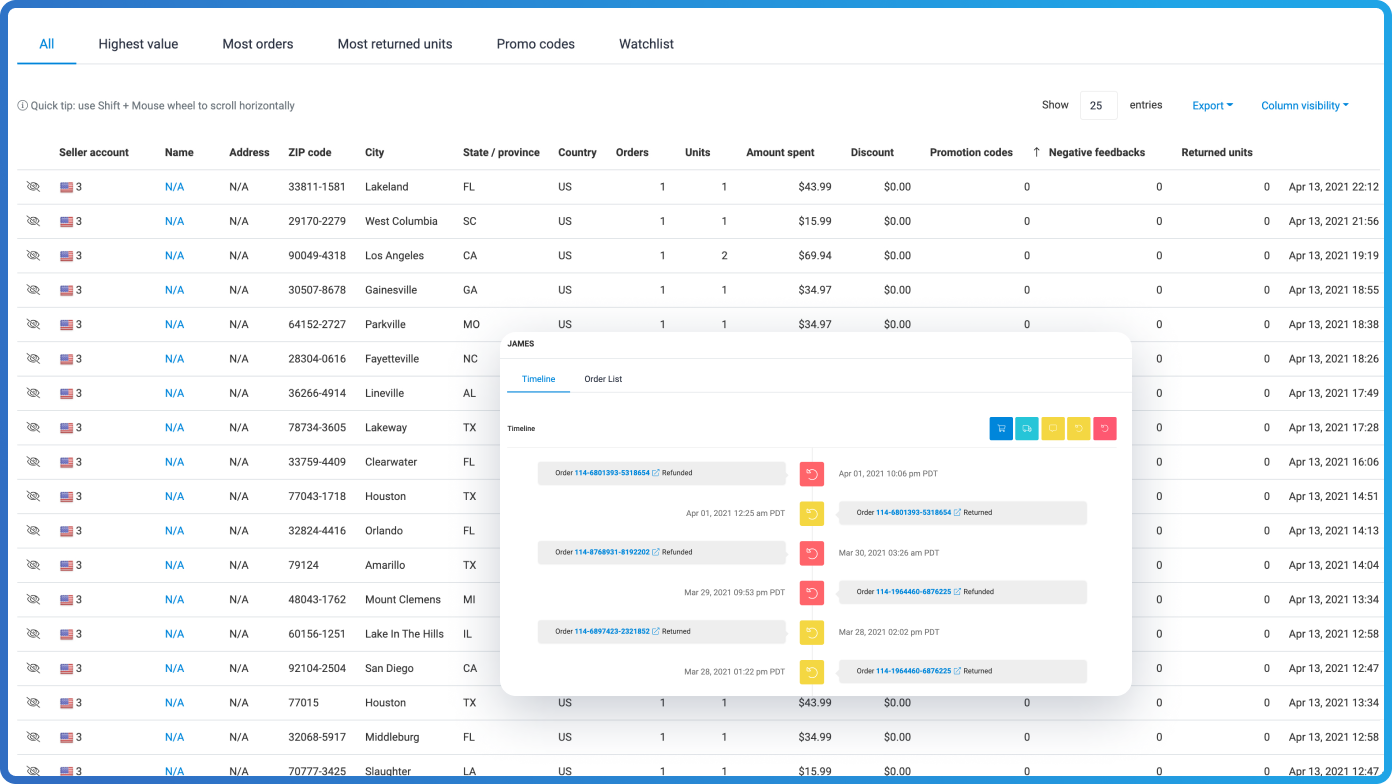 All Highest value Most orders Most returned units Promo codes Watchlist
Quick tip: use Shift + Mouse wheel to scroll horizontally Show 25 entries Export Column visibility
Seller account Name Address ZIP code City State / province Country Orders Units Amount spent Discount Promotion codes ↑ Negative feedbacks Returned units
3 N/A N/A 33811-1581 Lakeland FL US 1 1 $43.99 $0.00 0 0 0 Apr 13, 2021 22:12
3 N/A N/A 29170-2279 West Columbia SC US 1 1 $15.99 $0.00 0 0 0 Apr 13, 2021 21:56
3 N/A N/A 90049-4318 Los Angeles CA US 1 2 $69.94 $0.00 0 0 0 Apr 13, 2021 19:19
3 N/A N/A 30507-8678 Gainesville GA US 1 1 $34.97 $0.00 0 0 0 Apr 13, 2021 18:55
3 N/A N/A 64152-2727 Parkville MO US 1 1 $34.97 $0.00 0 0 0 Apr 13, 2021 18:38
3 N/A N/A 28304-0616 Fayetteville NC 0 0 Apr 13, 2021 18:26
3 N/A N/A 36266-4914 Lineville AL 0 0 Apr 13, 2021 17:49
3 N/A N/A 78734-3605 Lakeway TX 0 0 Apr 13, 2021 17:28
3 N/A N/A 33759-4409 Clearwater FL 0 0 Apr 13, 2021 16:06
3 N/A N/A 77043-1718 Houston TX 0 0 Apr 13, 2021 14:51
3 N/A N/A 32824-4416 Orlando FL 0 0 Apr 13, 2021 14:13
3 N/A N/A 79124 Amarillo TX 0 0 Apr 13, 2021 14:04
3 N/A N/A 48043-1762 Mount Clemens MI 0 0 Apr 13, 2021 13:34
3 N/A N/A 60156-1251 Lake In The Hills IL 0 0 Apr 13, 2021 12:58
3 N/A N/A 92104-2504 San Diego CA 0 0 Apr 13, 2021 12:47
3 N/A N/A 77015 Houston TX US 1 1 $43.99 $0.00 0 0 0 Apr 13, 2021 13:34
3 N/A N/A 32068-5917 Middleburg FL US 1 1 $34.99 $0.00 0 0 0 Apr 13, 2021 12:58
3 N/A N/A 70777-3425 Slaughter LA US 1 1 $15.99 $0.00 0 0 0 Apr 13, 2021 12:47
JAMES
Timeline Order List
Timeline
Order 114-6801393-5318654 Refunded Apr 01, 2021 10:06 pm PDT
Apr 01, 2021 12:25 am PDT Order 114-6801393-5318654 Returned
Order 114-8768931-8192202 Refunded Mar 30, 2021 03:26 am PDT
Mar 29, 2021 09:53 pm PDT Order 114-1964460-6876225 Refunded
Order 114-6897423-2321852 Returned Mar 28, 2021 02:02 pm PDT
Mar 28, 2021 01:22 pm PDT Order 114-1964460-6876225 Returned